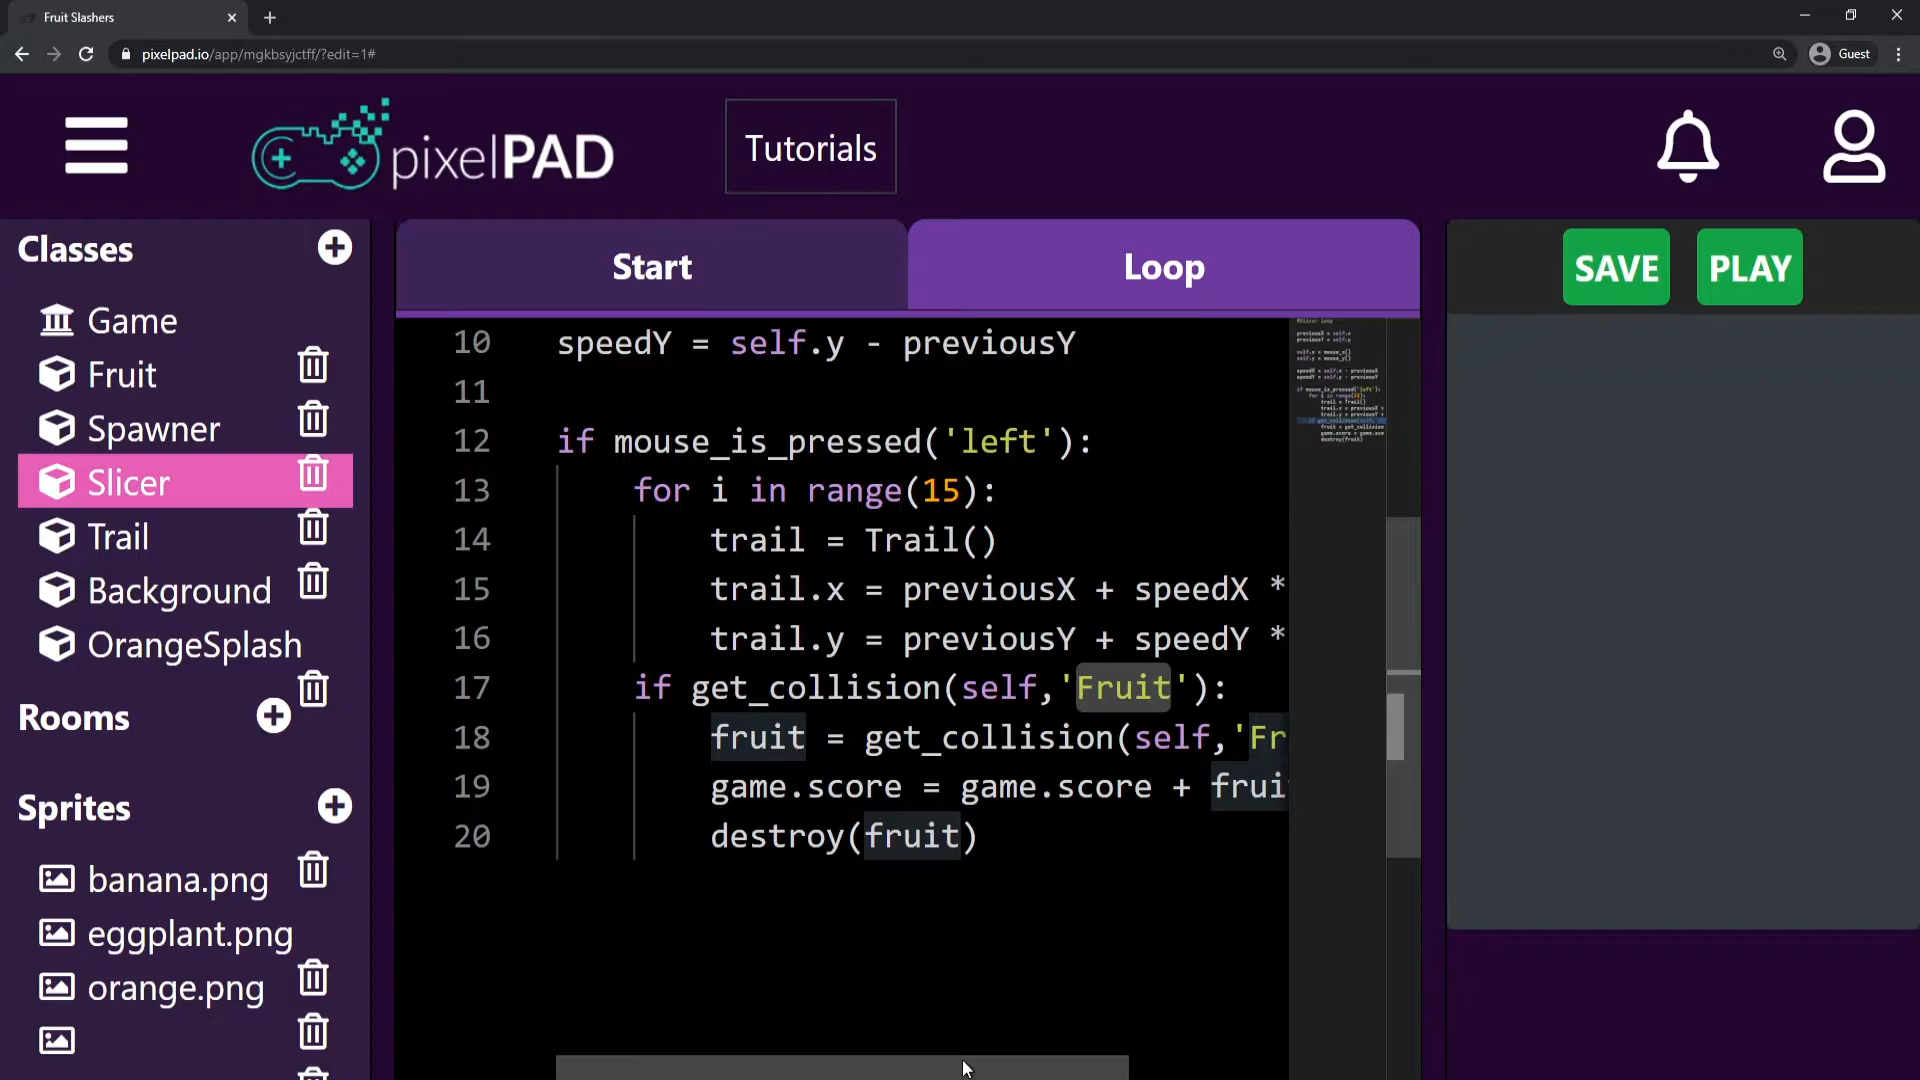 Fruit Slashers
pixelpad.io/app/mgkbsyjctff/?edit=1#
Guest
pixelPAD
Tutorials
Classes
Game
Fruit
Spawner
Slicer
Trail
Background
OrangeSplash
Rooms
Sprites
banana.png
eggplant.png
orange.png
Start
Loop
SAVE
PLAY
10 speedY = self.y - previousY
11
12 if mouse_is_pressed('left'):
13 for i in range(15):
14 trail = Trail()
15 trail.x = previousX + speedX *
16 trail.y = previousY + speedY *
17 if get_collision(self,'Fruit'):
18 fruit = get_collision(self,'Fr
19 game.score = game.score + frui
20 destroy(fruit)